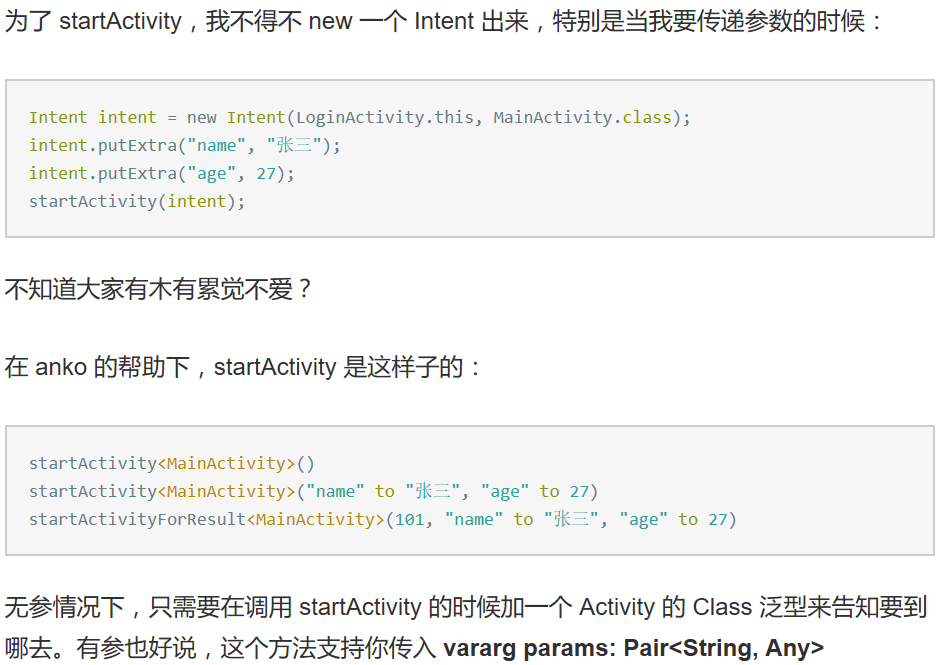 为了 startActivity，我不得不 new 一个 Intent 出来，特别是当我要传递参数的时候：
Intent intent = new Intent(LoginActivity.this, MainActivity.class);
intent.putExtra("name", "张三");
intent.putExtra("age", 27);
startActivity(intent);
不知道大家有木有累觉不爱？
在 anko 的帮助下，startActivity 是这样子的：
startActivity<MainActivity>()
startActivity<MainActivity>("name" to "张三", "age" to 27)
startActivityForResult<MainActivity>(101, "name" to "张三", "age" to 27)
无参情况下，只需要在调用 startActivity 的时候加一个 Activity 的 Class 泛型来告知要到
哪去。有参也好说，这个方法支持你传入 vararg params: Pair<String, Any>